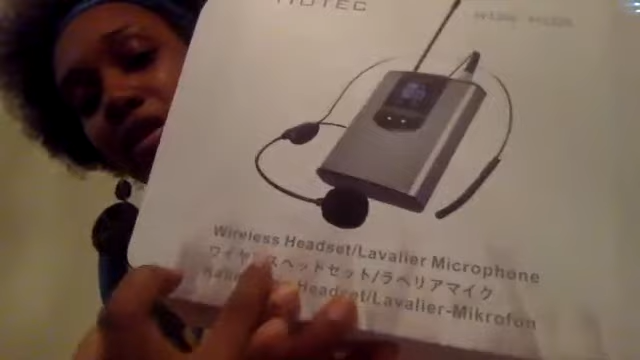 Wireless Headset/Lavalier Microphone
ワイヤレスヘッドセット/ラベリアマイク
Headset/Lavalier-Mikrofon